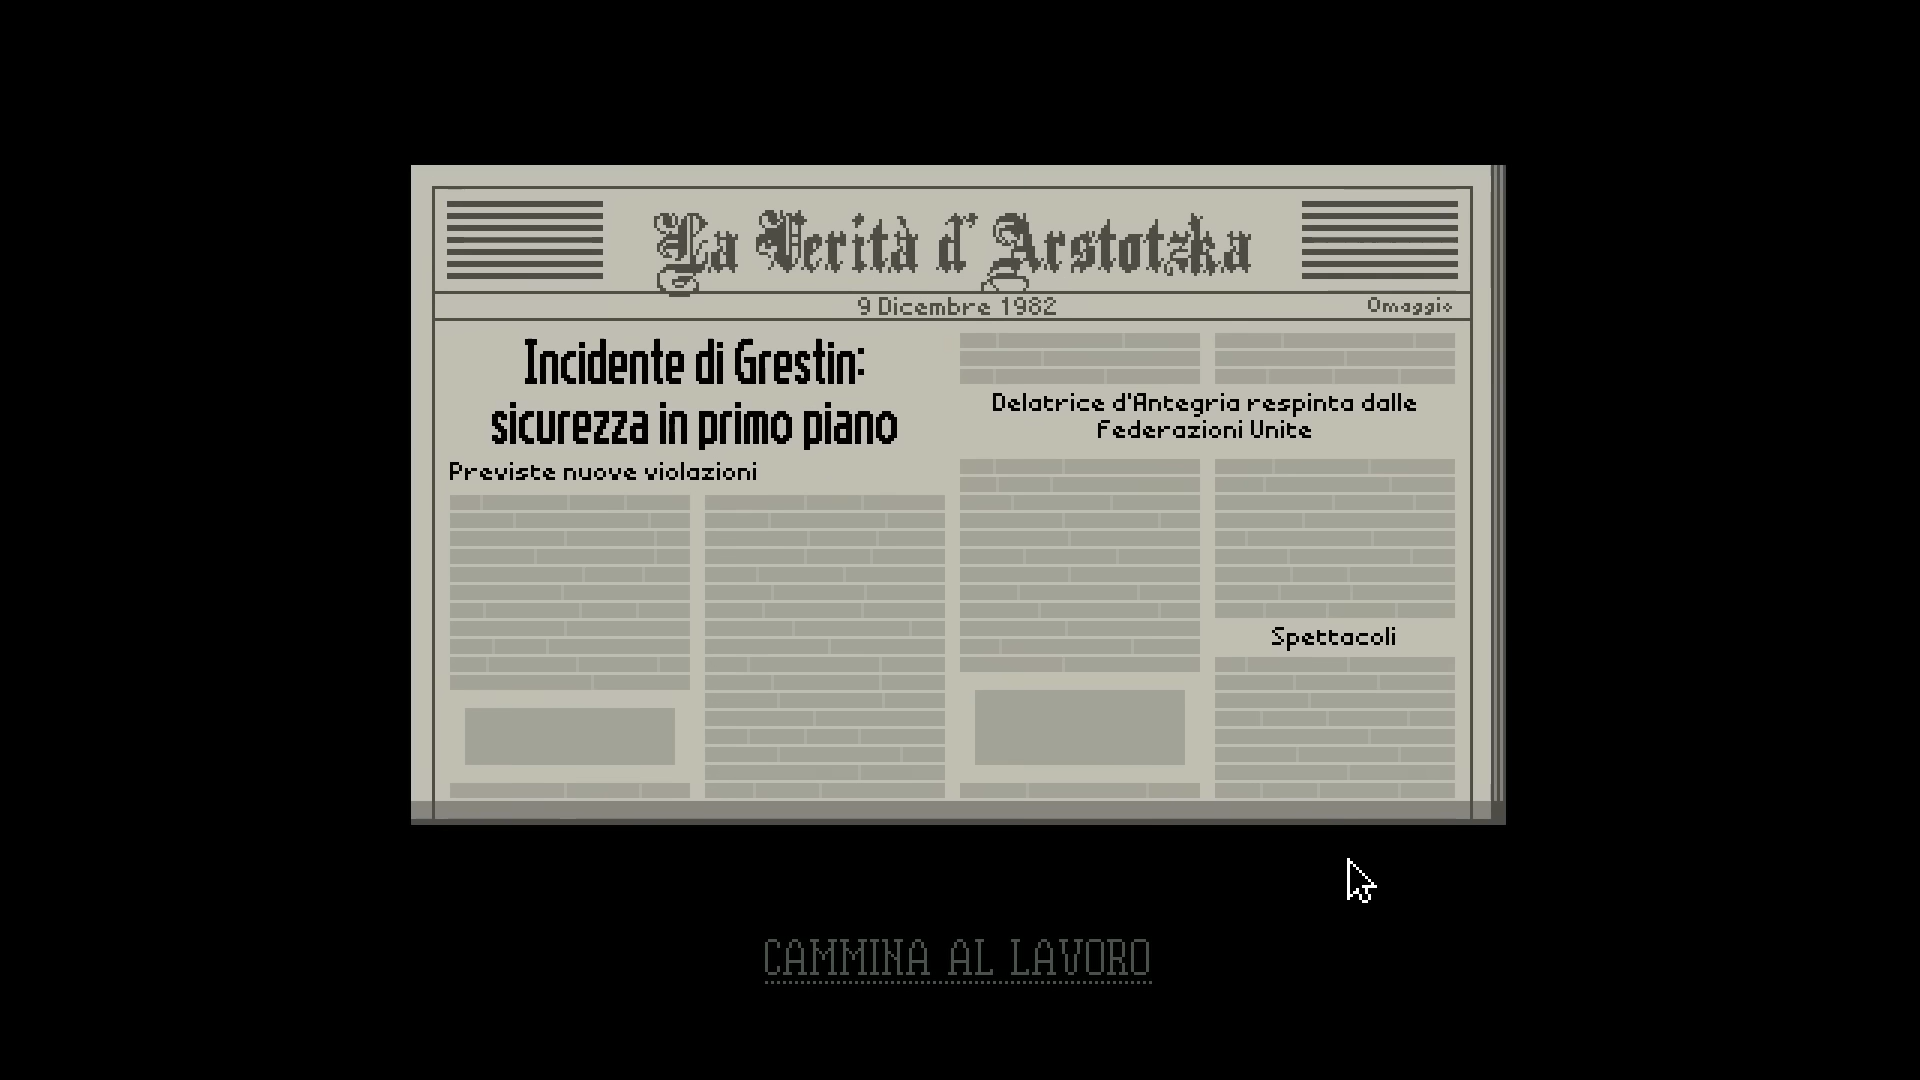 La Verità d'Arstotzka
9 Dicembre 1982
Omaggio
Incidente di Grestin:
sicurezza in primo piano
Previste nuove violazioni
Delatrice d'Antegria respinta dalle
Federazioni Unite
Spettacoli
CAMMINA AL LAVORO